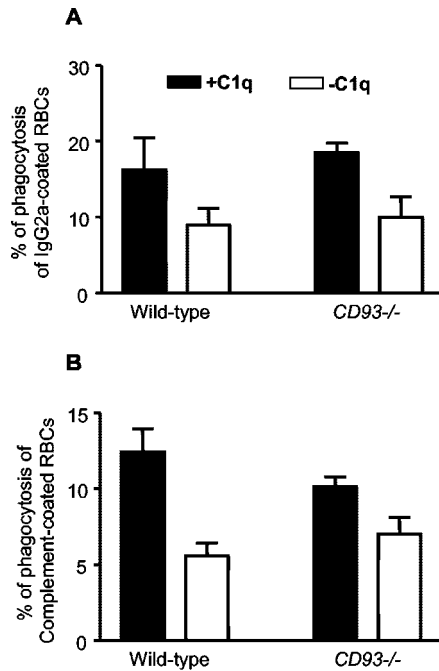 A
30
20
10
0
% of phagocytosis
of IgG2a-coated RBCs
+C1q
-C1q
Wild-type
CD93-/-
B
15
10
5
0
% of phagocytosis of
Complement-coated RBCs
Wild-type
CD93-/-